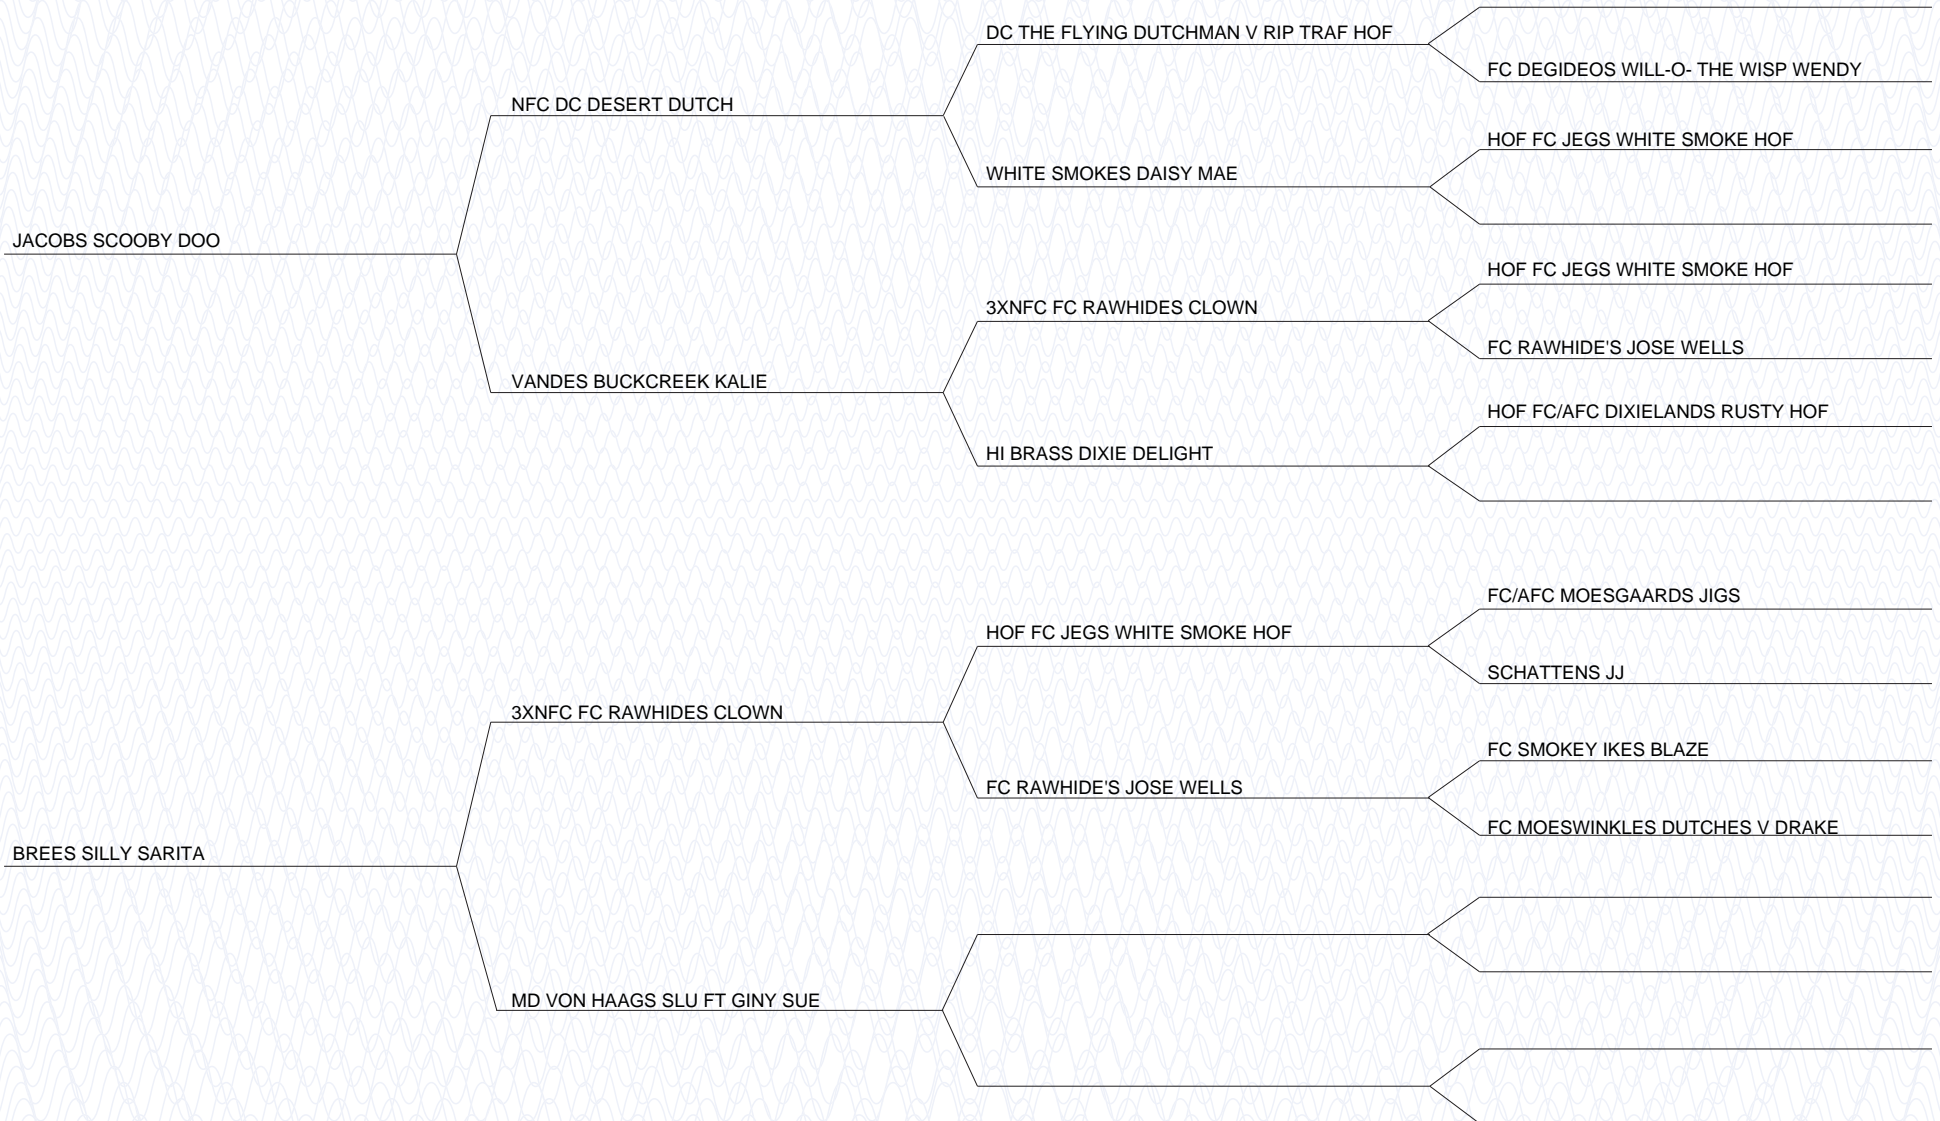 DC THE FLYING DUTCHMAN V RIP TRAF HOF
FC DEGIDEOS WILL-O- THE WISP WENDY
NFC DC DESERT DUTCH
HOF FC JEGS WHITE SMOKE HOF
WHITE SMOKES DAISY MAE
JACOBS SCOOBY DOO
HOF FC JEGS WHITE SMOKE HOF
3XNFC FC RAWHIDES CLOWN
FC RAWHIDE'S JOSE WELLS
VANDES BUCKCREEK KALIE
HOF FC/AFC DIXIELANDS RUSTY HOF
HI BRASS DIXIE DELIGHT
FC/AFC MOESGAARDS JIGS
HOF FC JEGS WHITE SMOKE HOF
SCHATTENS JJ
3XNFC FC RAWHIDES CLOWN
FC SMOKEY IKES BLAZE
FC RAWHIDE'S JOSE WELLS
FC MOESWINKLES DUTCHES V DRAKE
BREES SILLY SARITA
MD VON HAAGS SLU FT GINY SUE